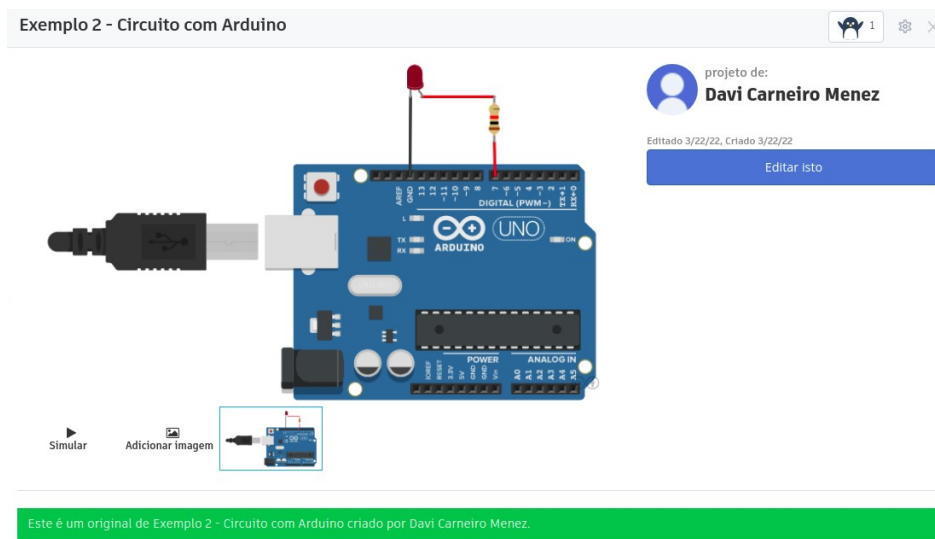 Exemplo 2 - Circuito com Arduino
1
projeto de:
Davi Carneiro Menez
Editado 3/22/22, Criado 3/22/22
Editar isto
AREF
GND
13
12
~11
~10
~9
8
7
~6
~5
4
~3
2
TX→1
RX←0
DIGITAL (PWM~)
L
TX
RX
ARDUINO
UNO
ON
IOREF
RESET
3.3V
5V
GND
GND
Vin
POWER
ANALOG IN
A0
A1
A2
A3
A4
A5
Simular
Adicionar imagem
Este é um original de Exemplo 2 - Circuito com Arduino criado por Davi Carneiro Menez.